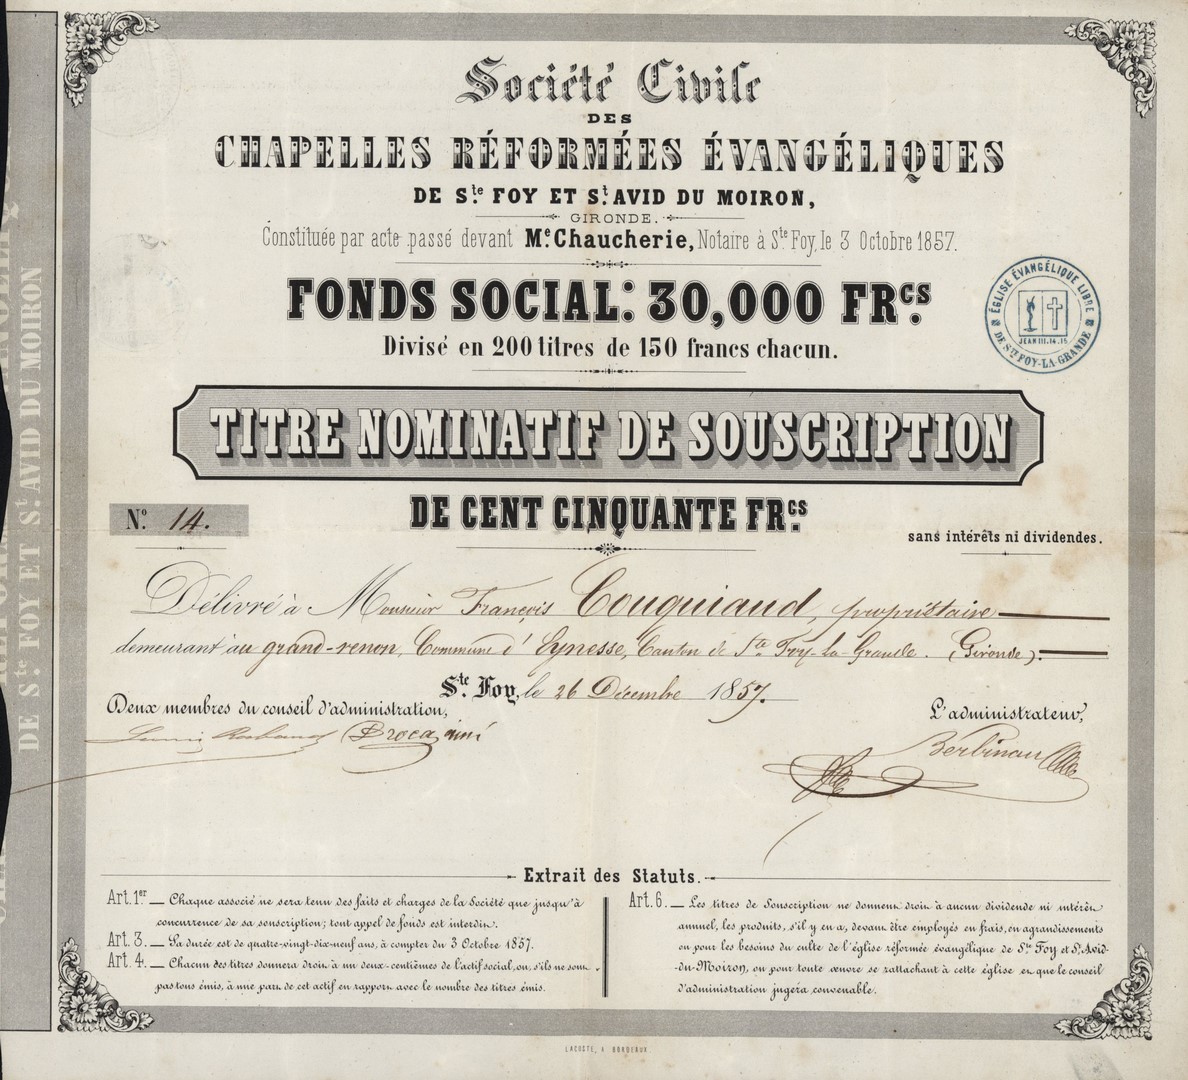 Société Civile
DES
CHAPELLES RÉFORMÉES ÉVANGÉLIQUES
DE Ste FOY ET St AVID DU MOIRON,
GIRONDE.
Constituée par acte passé devant Me Chaucherie, Notaire à Ste Foy, le 3 Octobre 1857.
FONDS SOCIAL: 30,000 FRcs.
Divisé en 200 titres de 150 francs chacun.
ÉGLISE ÉVANGÉLIQUE LIBRE
JEAN III.14.15
DE Ste FOY-LA-GRANDE
TITRE NOMINATIF DE SOUSCRIPTION
DE CENT CINQUANTE FRcs.
No. 14.
sans intérêts ni dividendes.
Délivré à Monsieur François Couquiaud, propriétaire
demeurant au grand-renon, Commune d'Eynesse, Canton de Ste Foy-la-Grande. (Gironde).
Ste Foy, le 26 Décembre 1857.
Deux membres du conseil d'administration,
L'administrateur,
Broca ainé
Berbineau
Extrait des Statuts.
Art. 1er — Chaque associé ne sera tenu des faits et charges de la Société que jusqu'à
concurrence de sa souscription; tout appel de fonds est interdit.
Art. 3. — Sa durée est de quatre-vingt-dix-neuf ans, à compter du 3 Octobre 1857.
Art. 4. — Chacun des titres donnera droit à un deux-centièmes de l'actif social, ou, s'ils ne sont
pas tous émis, à une part de cet actif en rapport avec le nombre des titres émis.
Art. 6. — Les titres de Souscription ne donnent droit à aucun dividende ni intérêt
annuel, les produits, s'il y en a, devant être employés en frais, en agrandissements
ou pour les besoins du culte de l'église réformée évangélique de Ste Foy et St Avid-
du-Moiron, ou pour toute œuvre se rattachant à cette église et que le conseil
d'administration jugera convenable.
LACOSTE, A BORDEAUX.
DE Ste FOY ET St AVID DU MOIRON